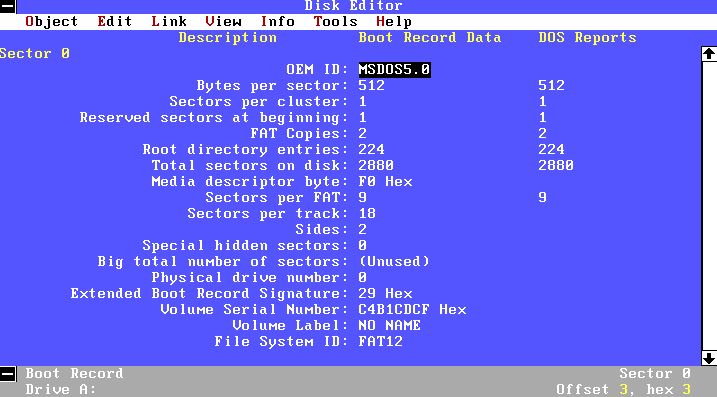 Disk Editor
Object Edit Link View Info Tools Help
Description Boot Record Data DOS Reports
Sector 0
OEM ID: MSDOS5.0
Bytes per sector: 512 512
Sectors per cluster: 1 1
Reserved sectors at beginning: 1 1
FAT Copies: 2 2
Root directory entries: 224 224
Total sectors on disk: 2880 2880
Media descriptor byte: F0 Hex
Sectors per FAT: 9 9
Sectors per track: 18
Sides: 2
Special hidden sectors: 0
Big total number of sectors: (Unused)
Physical drive number: 0
Extended Boot Record Signature: 29 Hex
Volume Serial Number: C4B1CDCF Hex
Volume Label: NO NAME
File System ID: FAT12
Boot Record Sector 0
Drive A: Offset 3, hex 3